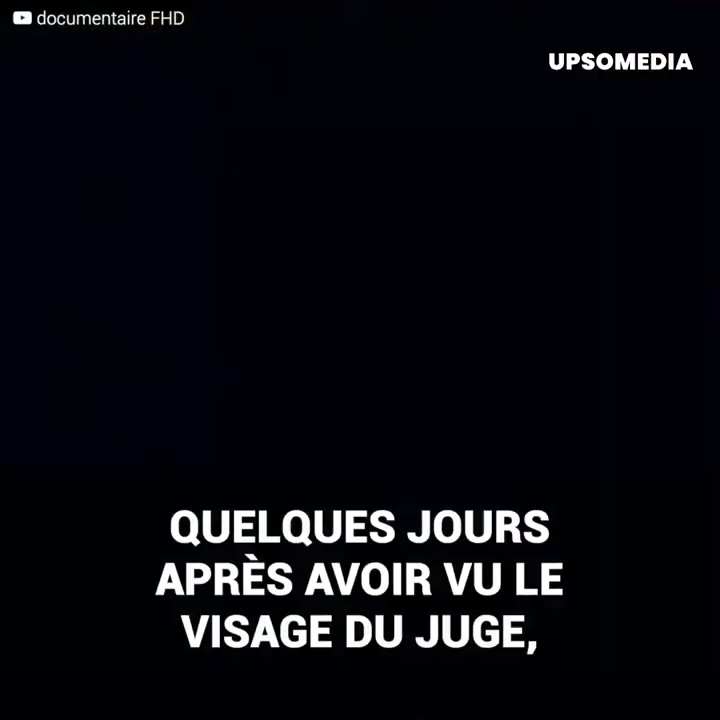 documentaire FHD
UPSOMEDIA
QUELQUES JOURS
APRÈS AVOIR VU LE
VISAGE DU JUGE,